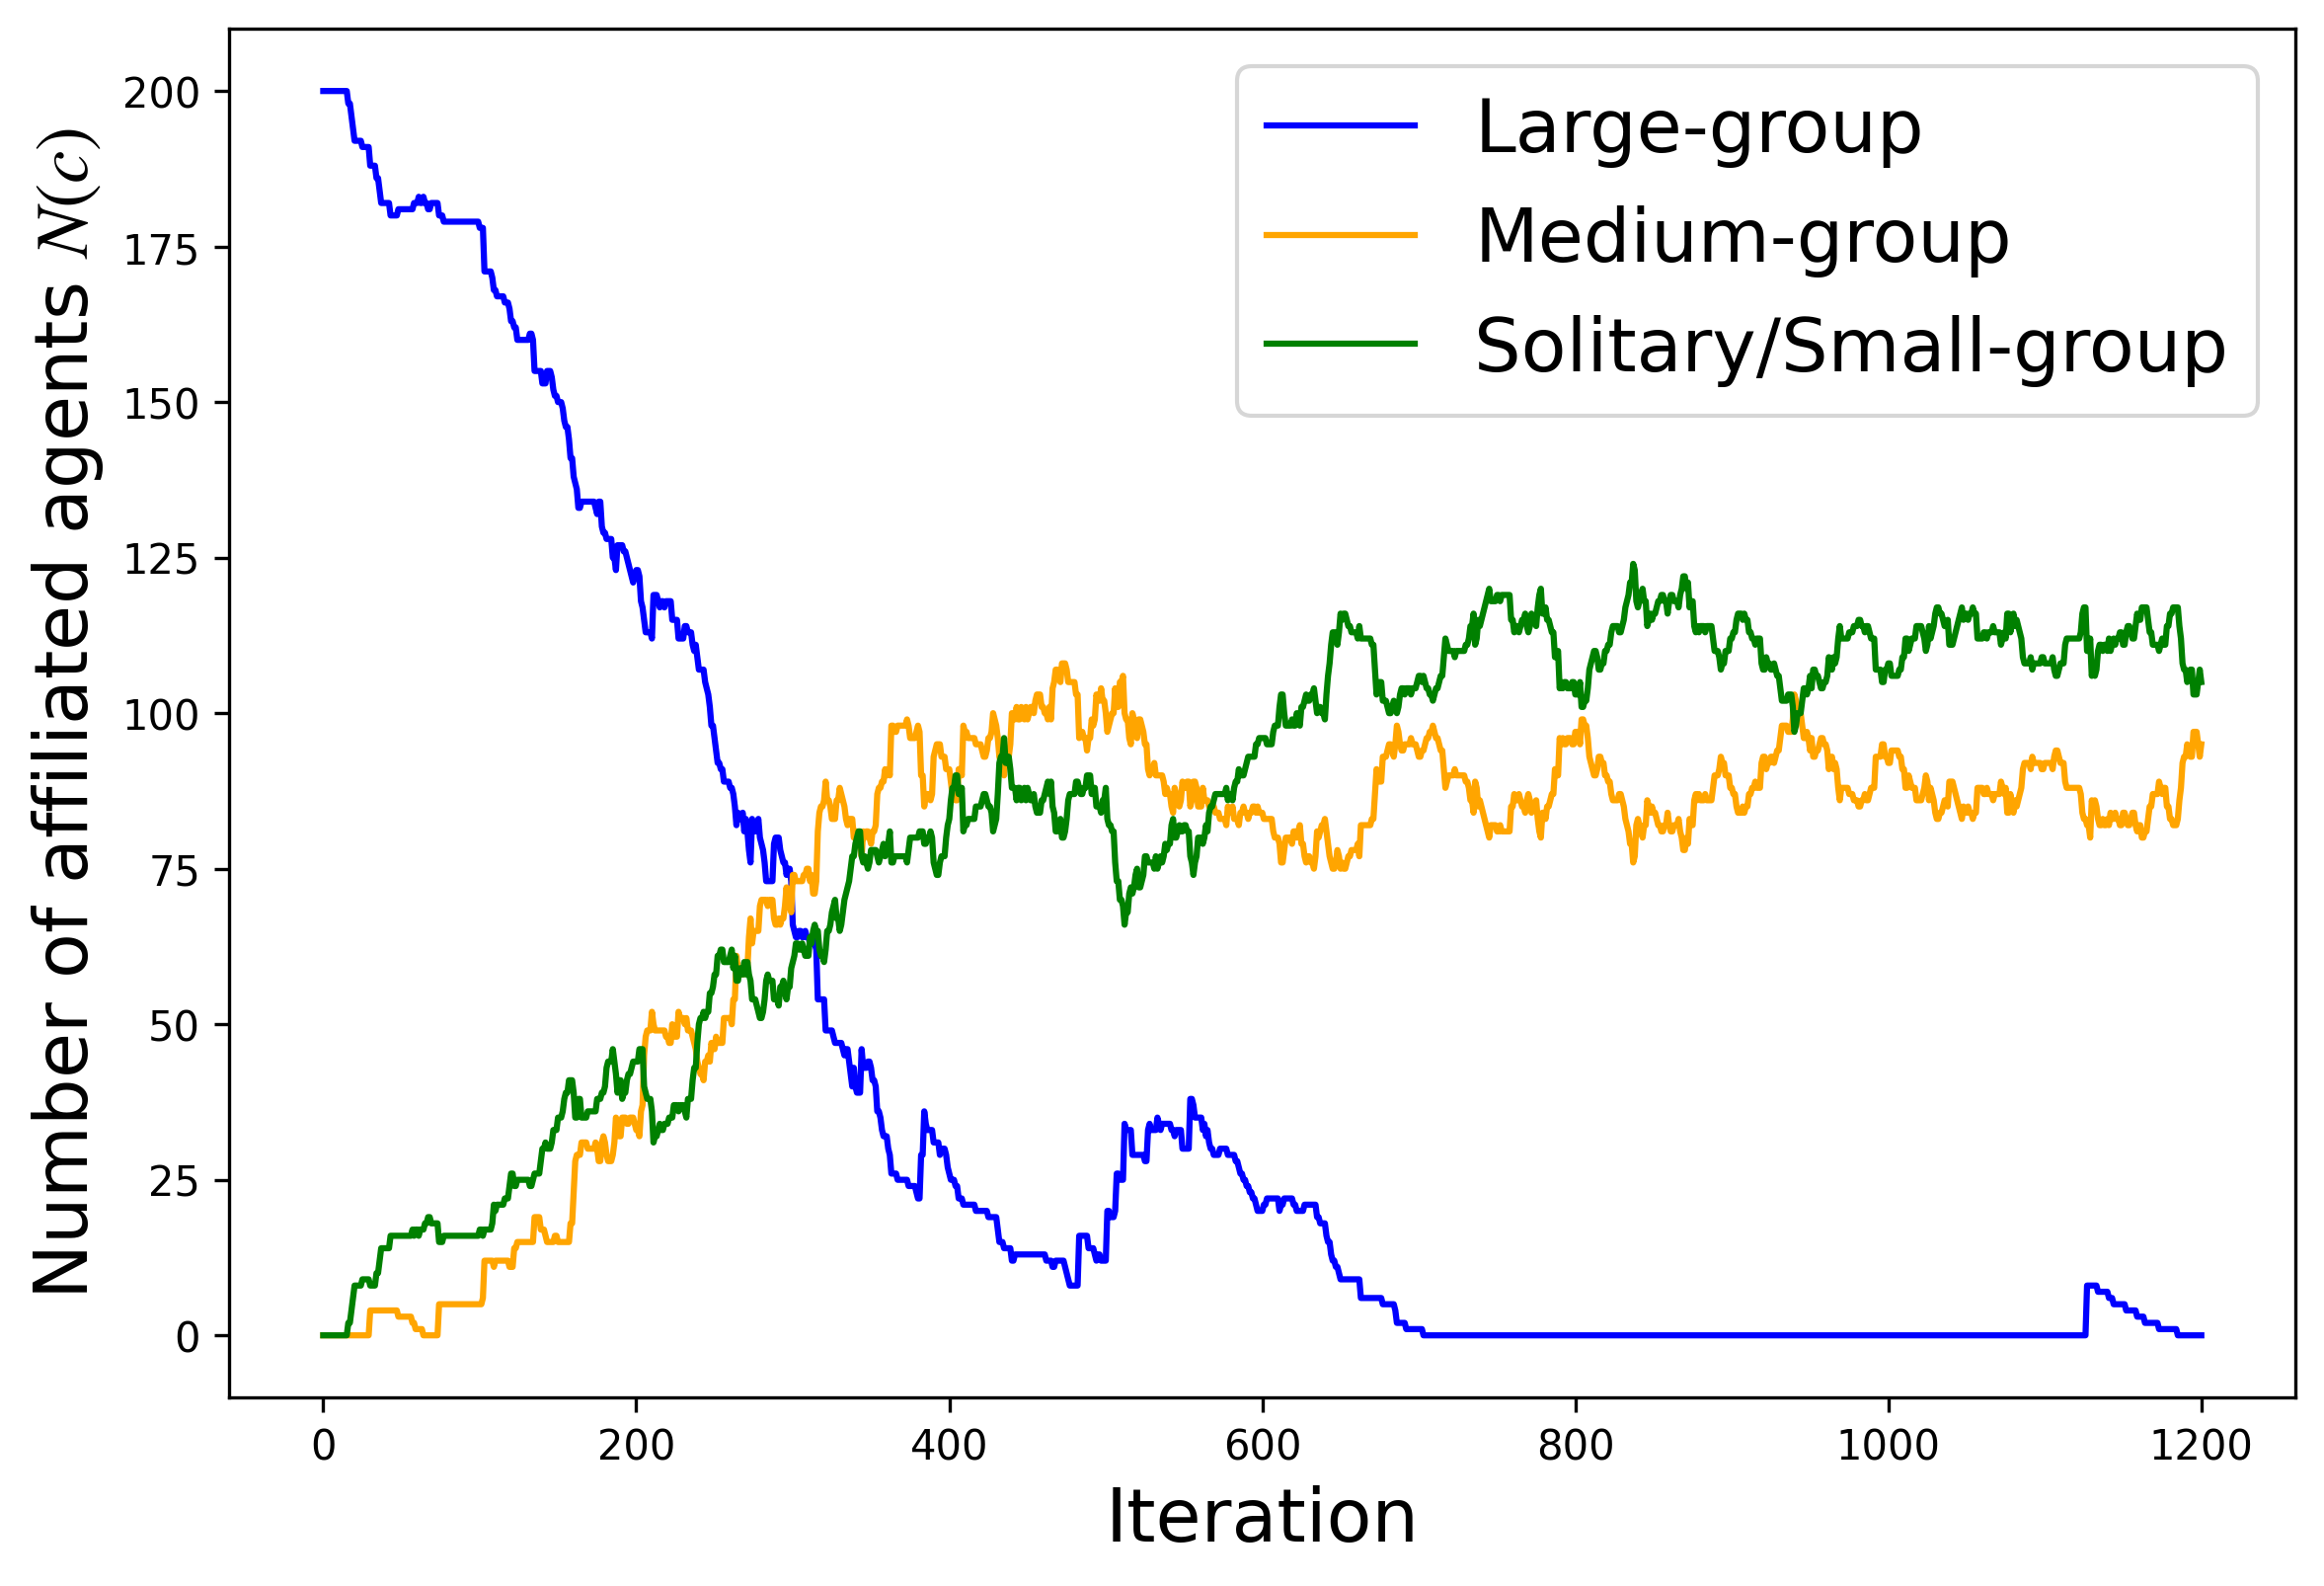 Number of affiliated agents N(c)
200
175
150
125
100
75
50
25
0
Large-group
Medium-group
Solitary/Small-group
0 200 400 600 800 1000 1200
Iteration